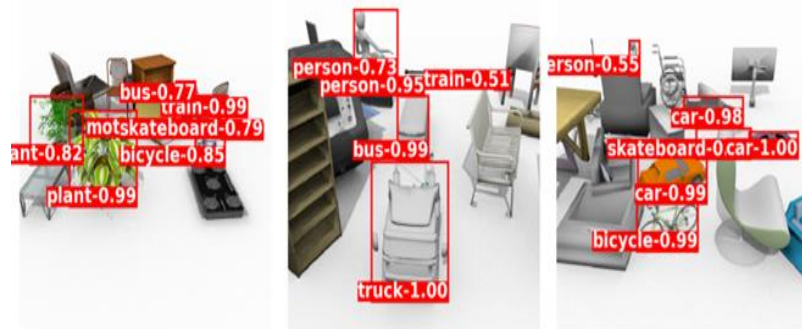 bus-0.77
train-0.99
motskateboard-0.79
ant-0.82
bicycle-0.85
plant-0.99
person-0.73
person-0.95
train-0.51
bus-0.99
truck-1.00
erson-0.55
car-0.98
skateboard-0.
car-1.00
car-0.99
bicycle-0.99